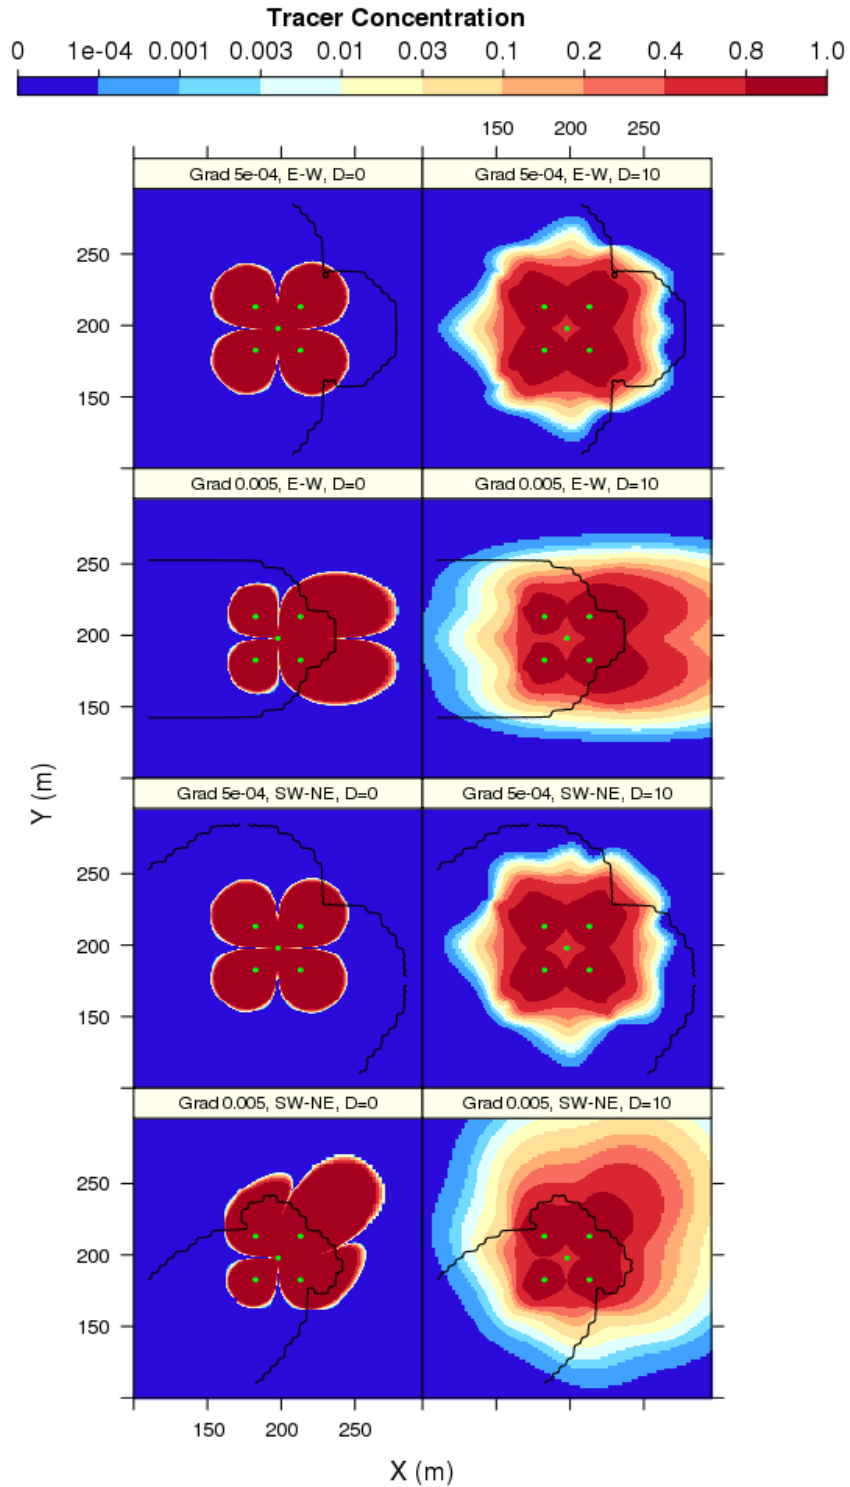 Tracer Concentration
0 1e-04 0.001 0.003 0.01 0.03 0.1 0.2 0.4 0.8 1.0
150 200 250
Grad 5e-04, E-W, D=0 Grad 5e-04, E-W, D=10
250
200
150
Grad 0.005, E-W, D=0 Grad 0.005, E-W, D=10
250
200
150
Y (m)
Grad 5e-04, SW-NE, D=0 Grad 5e-04, SW-NE, D=10
250
200
150
Grad 0.005, SW-NE, D=0 Grad 0.005, SW-NE, D=10
250
200
150
150 200 250
X (m)